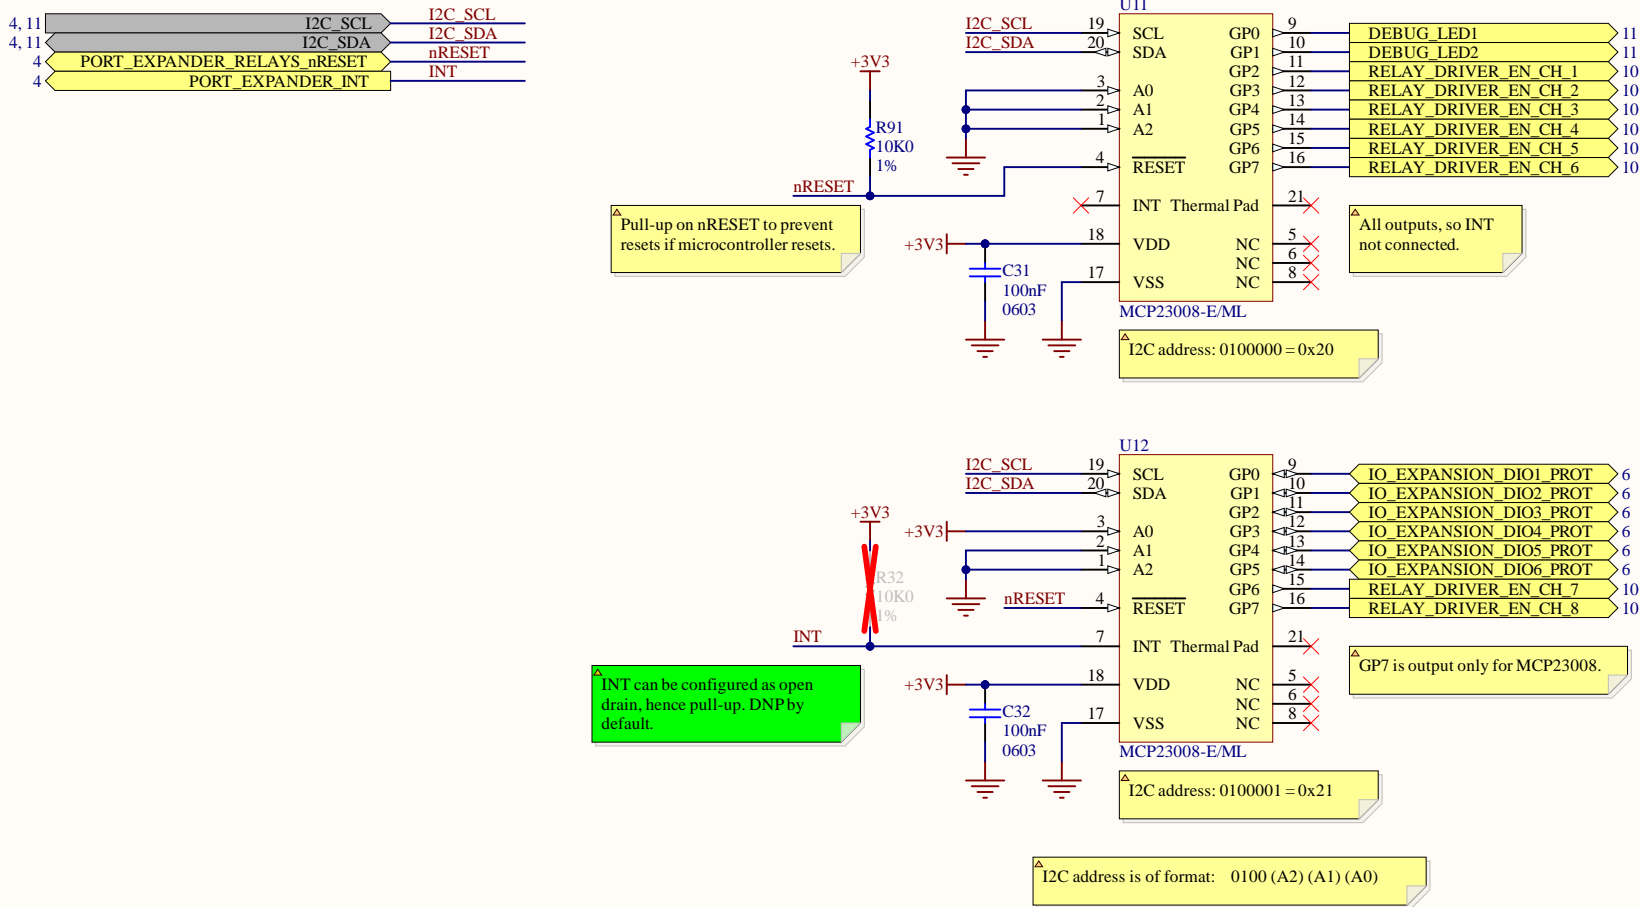 4, 11 I2C_SCL I2C_SCL
4, 11 I2C_SDA I2C_SDA
4 PORT_EXPANDER_RELAYS_nRESET nRESET
4 PORT_EXPANDER_INT INT
U11
I2C_SCL 19 SCL GP0 9 DEBUG_LED1 11
I2C_SDA 20 SDA GP1 10 DEBUG_LED2 11
+3V3 GP2 11 RELAY_DRIVER_EN_CH_1 10
3 A0 GP3 12 RELAY_DRIVER_EN_CH_2 10
2 A1 GP4 13 RELAY_DRIVER_EN_CH_3 10
R91 1 A2 GP5 14 RELAY_DRIVER_EN_CH_4 10
10K0 GP6 15 RELAY_DRIVER_EN_CH_5 10
1% 4 RESET GP7 16 RELAY_DRIVER_EN_CH_6 10
nRESET
7 INT Thermal Pad 21
Pull-up on nRESET to prevent
resets if microcontroller resets.
All outputs, so INT
not connected.
+3V3 18 VDD NC 5
NC 6
C31 17 VSS NC 8
100nF
0603
MCP23008-E/ML
I2C address: 0100000 = 0x20
U12
I2C_SCL 19 SCL GP0 9 IO_EXPANSION_DIO1_PROT 6
I2C_SDA 20 SDA GP1 10 IO_EXPANSION_DIO2_PROT 6
+3V3 GP2 11 IO_EXPANSION_DIO3_PROT 6
+3V3 3 A0 GP3 12 IO_EXPANSION_DIO4_PROT 6
2 A1 GP4 13 IO_EXPANSION_DIO5_PROT 6
R32 1 A2 GP5 14 IO_EXPANSION_DIO6_PROT 6
10K0 GP6 15 RELAY_DRIVER_EN_CH_7 10
1% nRESET 4 RESET GP7 16 RELAY_DRIVER_EN_CH_8 10
INT 7 INT Thermal Pad 21
INT can be configured as open
drain, hence pull-up. DNP by
default.
GP7 is output only for MCP23008.
+3V3 18 VDD NC 5
NC 6
C32 17 VSS NC 8
100nF
0603
MCP23008-E/ML
I2C address: 0100001 = 0x21
I2C address is of format: 0100 (A2) (A1) (A0)